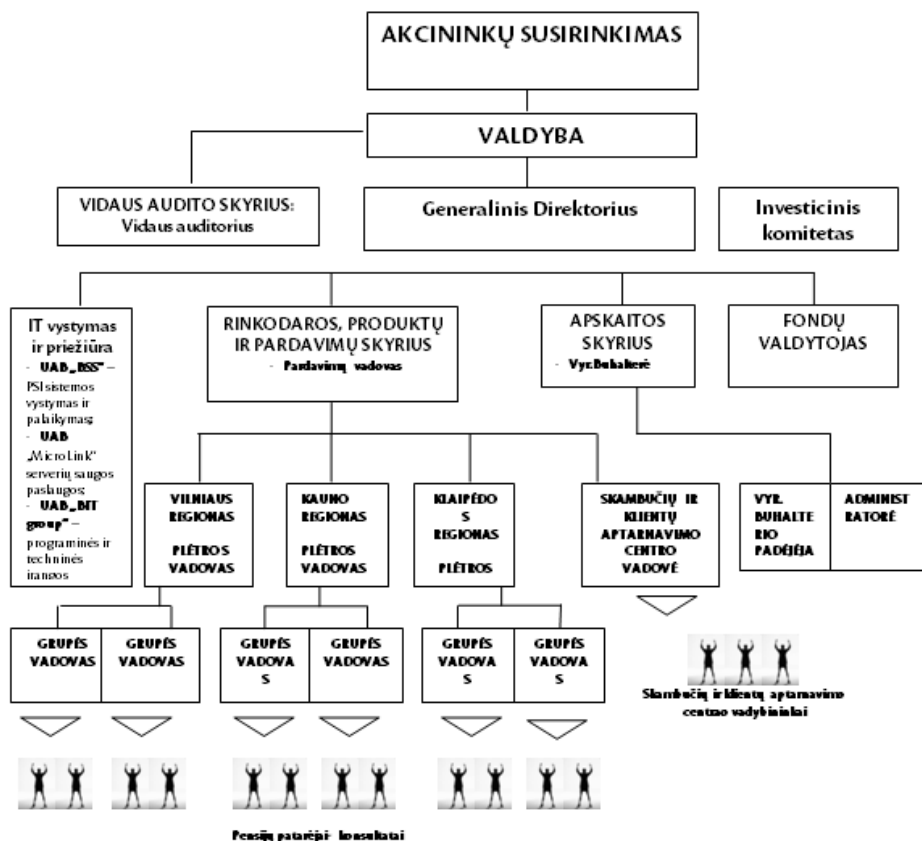 AKCININKŲ SUSIRINKIMAS
VALDYBA
VIDAUS AUDITO SKYRIUS:
Vidaus auditorius
Generalinis Direktorius
Investicinis
komitetas
IT vystymas
ir priežiūra
- UAB „BSS“ –
PSI sistemos
vystymas ir
palaikymas;
- UAB
„MicroLink“
serverių saugos
paslaugos;
- UAB „BIT
group“ –
programinės ir
techninės
įrangos
RINKODAROS, PRODUKTŲ
IR PARDAVIMŲ SKYRIUS
- Pardavimų vadovas
APSKAITOS
SKYRIUS
- Vyr.Buhalterė
FONDŲ
VALDYTOJAS
VILNIAUS
REGIONAS
PLĖTROS
VADOVAS
KAUNO
REGIONAS
PLĖTROS
VADOVAS
KLAIPĖDO
S
REGIONAS
PLĖTROS
SKAMBUČIŲ IR
KLIENTŲ
APTARNAVIMO
CENTRO
VADOVĖ
VYR.
BUHALTE
RIO
PADĖJĖJA
ADMINIST
RATORĖ
GRUPĖS
VADOVAS
GRUPĖS
VADOVAS
GRUPĖS
VADOVA
S
GRUPĖS
VADOVAS
GRUPĖS
VADOVA
S
GRUPĖS
VADOVA
S
Skambučių ir klientų aptarnavimo
centrao vadybininkai
Pensijų patarėjai- konsultatai